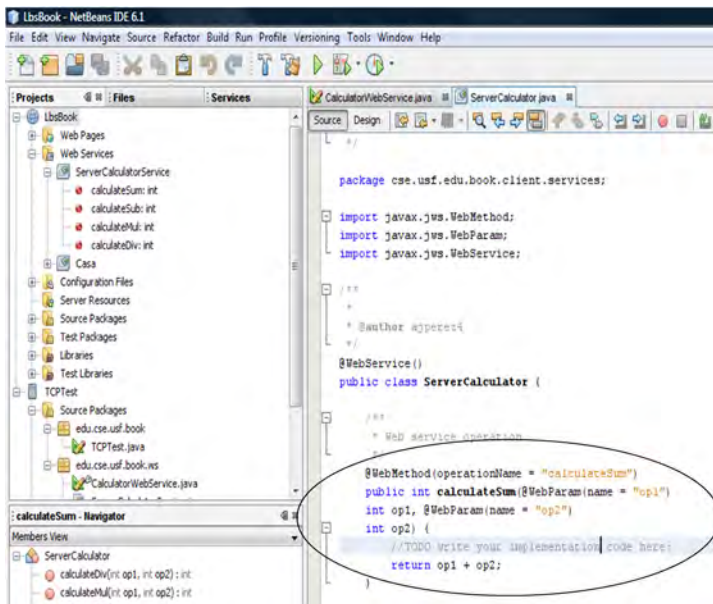 LbsBook - NetBeans IDE 6.1
File Edit View Navigate Source Refactor Build Run Profile Versioning Tools Window Help
Projects Files Services
LbsBook
Web Pages
Web Services
ServerCalculatorService
calculateSum: int
calculateSub: int
calculateMul: int
calculateDiv: int
Casa
Configuration Files
Server Resources
Source Packages
Test Packages
Libraries
Test Libraries
TCPTest
Source Packages
edu.cse.usf.book
TCPTest.java
edu.cse.usf.book.ws
CalculatorWebService.java
calculateSum - Navigator
Members View
ServerCalculator
calculateDiv(int op1, int op2) : int
calculateMul(int op1, int op2) : int
CalculatorWebService.java ServerCalculator.java
Source Design
*/
package cse.usf.edu.book.client.services;
import javax.jws.WebMethod;
import javax.jws.WebParam;
import javax.jws.WebService;
/**
*
* @author ajperez4
*/
@WebService()
public class ServerCalculator {
/**
* Web service operation
*/
@WebMethod(operationName = "calculateSum")
public int calculateSum(@WebParam(name = "op1")
int op1, @WebParam(name = "op2")
int op2) {
//TODO write your implementation code here:
return op1 + op2;
}